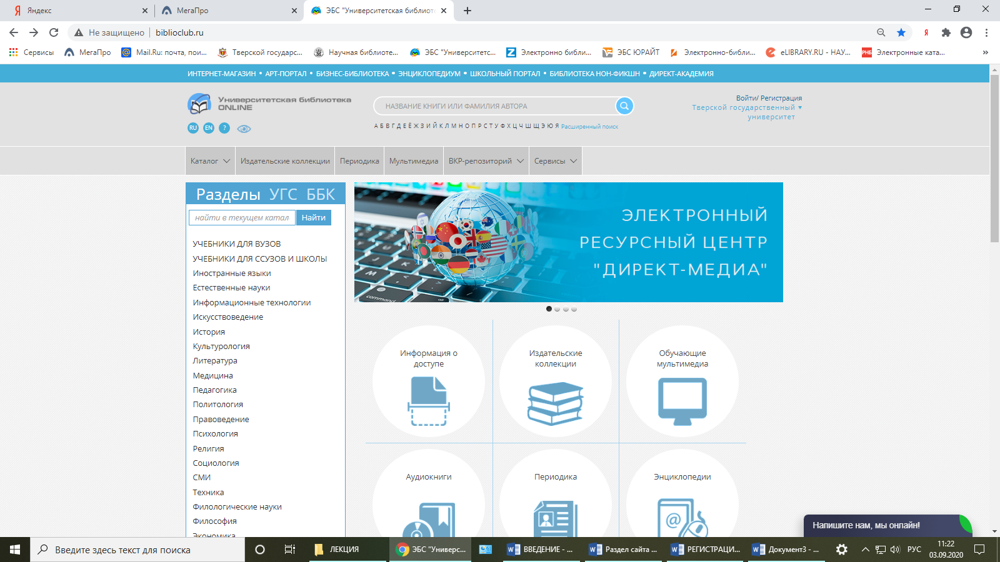 Яндекс
МегаПро
ЭБС "Университетская библиот
Не защищено
biblioclub.ru
Сервисы
МегаПро
Mail.Ru: почта, пои...
Тверской государс...
Научная библиоте...
ЭБС "Университетс...
Электронно библи...
ЭБС ЮРАЙТ
Электронно-библи...
eLIBRARY.RU - НАУ...
РНБ
Электронные ката...
ИНТЕРНЕТ-МАГАЗИН • АРТ-ПОРТАЛ • БИЗНЕС-БИБЛИОТЕКА • ЭНЦИКЛОПЕДИУМ • ШКОЛЬНЫЙ ПОРТАЛ • БИБЛИОТЕКА НОН-ФИКШН • ДИРЕКТ-АКАДЕМИЯ
Университетская библиотека
ONLINE
RU EN ?
НАЗВАНИЕ КНИГИ ИЛИ ФАМИЛИЯ АВТОРА
А Б В Г Д Е Ё Ж З И Й К Л М Н О П Р С Т У Ф Х Ц Ч Ш Щ Э Ю Я Расширенный поиск
Войти/ Регистрация
Тверской государственный
университет
Каталог
Издательские коллекции
Периодика
Мультимедиа
ВКР-репозиторий
Сервисы
Разделы УГС ББК
найти в текущем катал
Найти
УЧЕБНИКИ ДЛЯ ВУЗОВ
УЧЕБНИКИ ДЛЯ ССУЗОВ И ШКОЛЫ
Иностранные языки
Естественные науки
Информационные технологии
Искусствоведение
История
Культурология
Литература
Медицина
Педагогика
Политология
Правоведение
Психология
Религия
Социология
СМИ
Техника
Филологические науки
Философия
Экономика
command
ЭЛЕКТРОННЫЙ
РЕСУРСНЫЙ ЦЕНТР
"ДИРЕКТ-МЕДИА"
Информация о
доступе
Издательские
коллекции
Обучающие
мультимедиа
Аудиокниги
Периодика
Энциклопедии
Напишите нам, мы онлайн!
Введите здесь текст для поиска
ЛЕКЦИЯ
ЭБС "Универс...
ВВЕДЕНИЕ - ...
Раздел сайта ...
РЕГИСТРАЦИ...
Документ3 - ...
РУС
11:22
03.09.2020